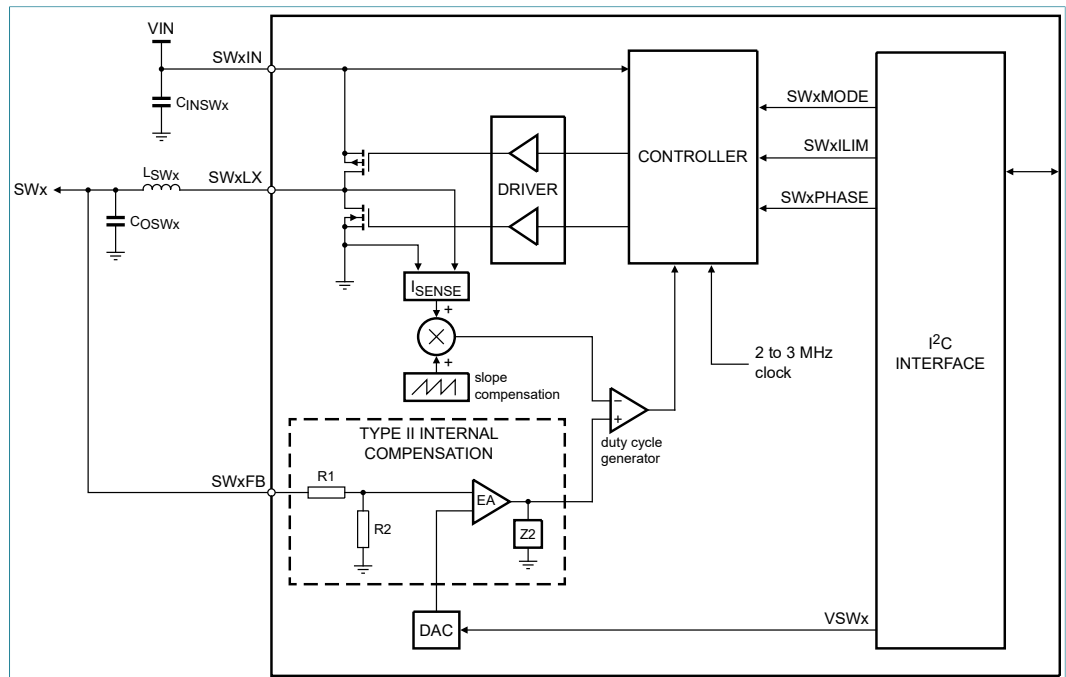 VIN
SWxIN
CINSWx
SWx
LSWx
SWxLX
COSWx
DRIVER
CONTROLLER
SWxMODE
SWxILIM
SWxPHASE
ISENSE
+
+
slope
compensation
2 to 3 MHz
clock
I2C
INTERFACE
−
+
duty cycle
generator
TYPE II INTERNAL
COMPENSATION
SWxFB
R1
R2
EA
Z2
DAC
VSWx